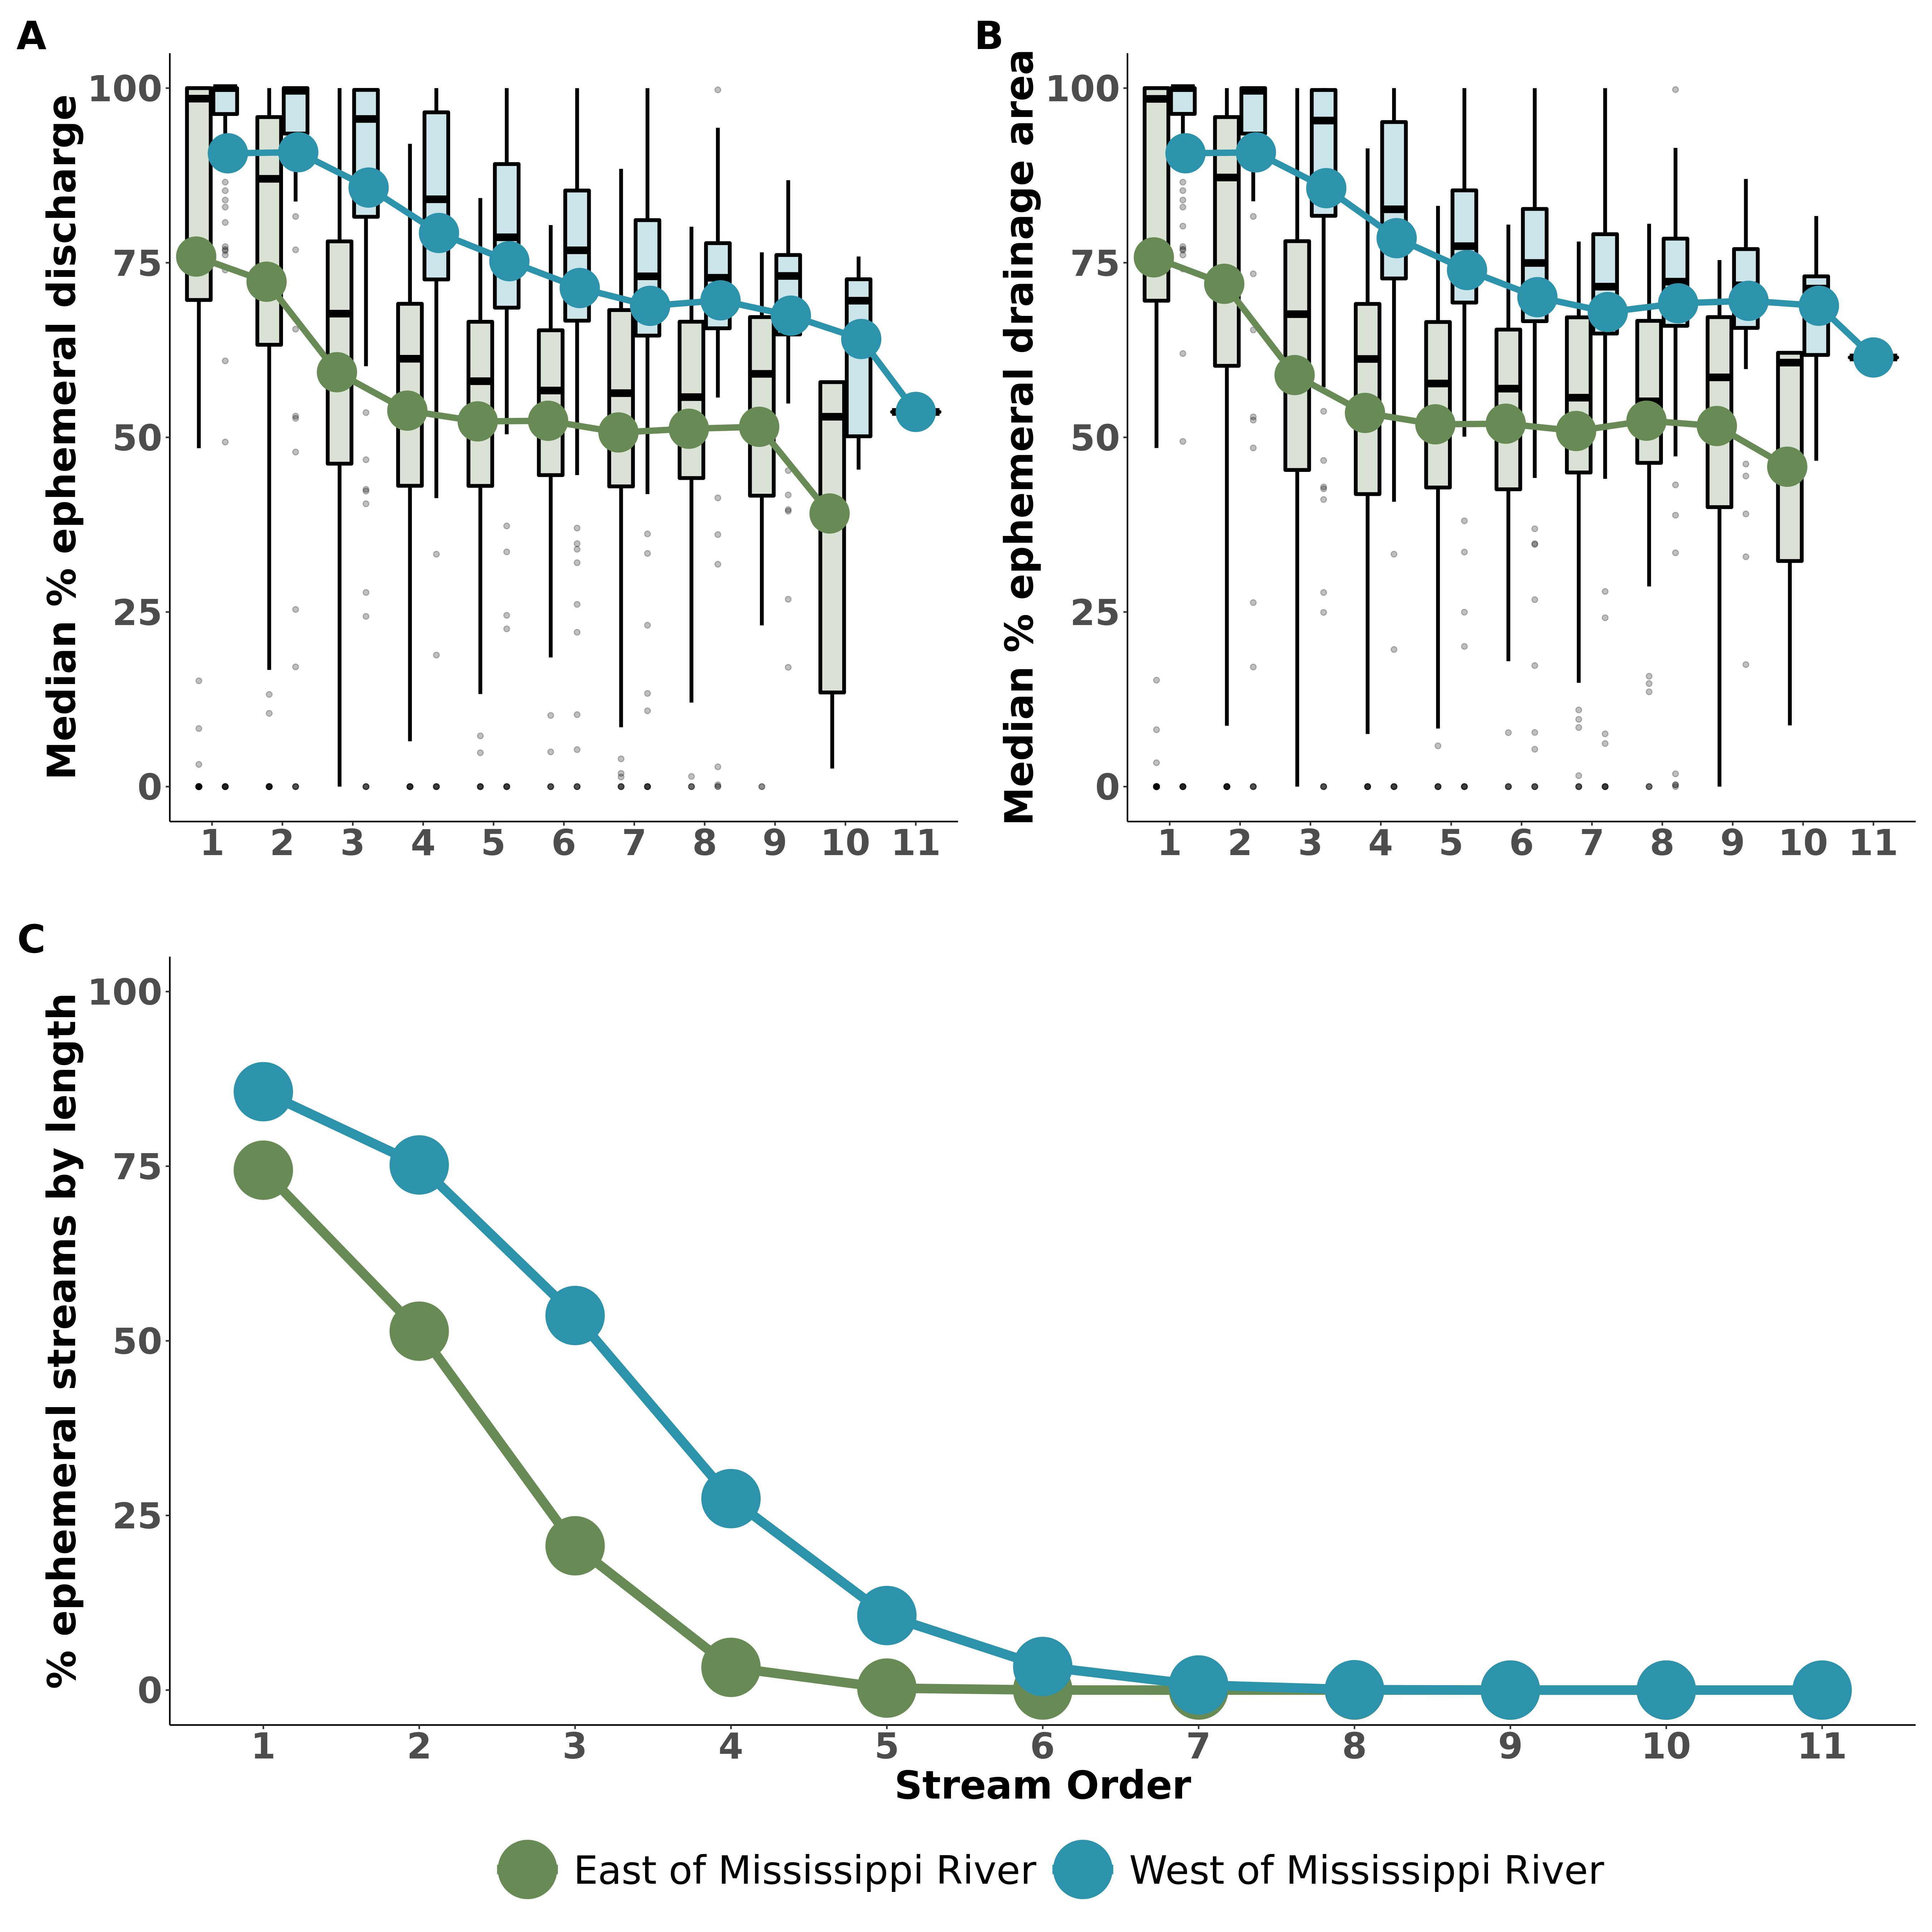 A
Median % ephemeral discharge
100
75
50
25
0
1 2 3 4 5 6 7 8 9 10 11
B
Median % ephemeral drainage area
100
75
50
25
0
1 2 3 4 5 6 7 8 9 10 11
C
% ephemeral streams by length
100
75
50
25
0
1 2 3 4 5 6 7 8 9 10 11
Stream Order
East of Mississippi River West of Mississippi River